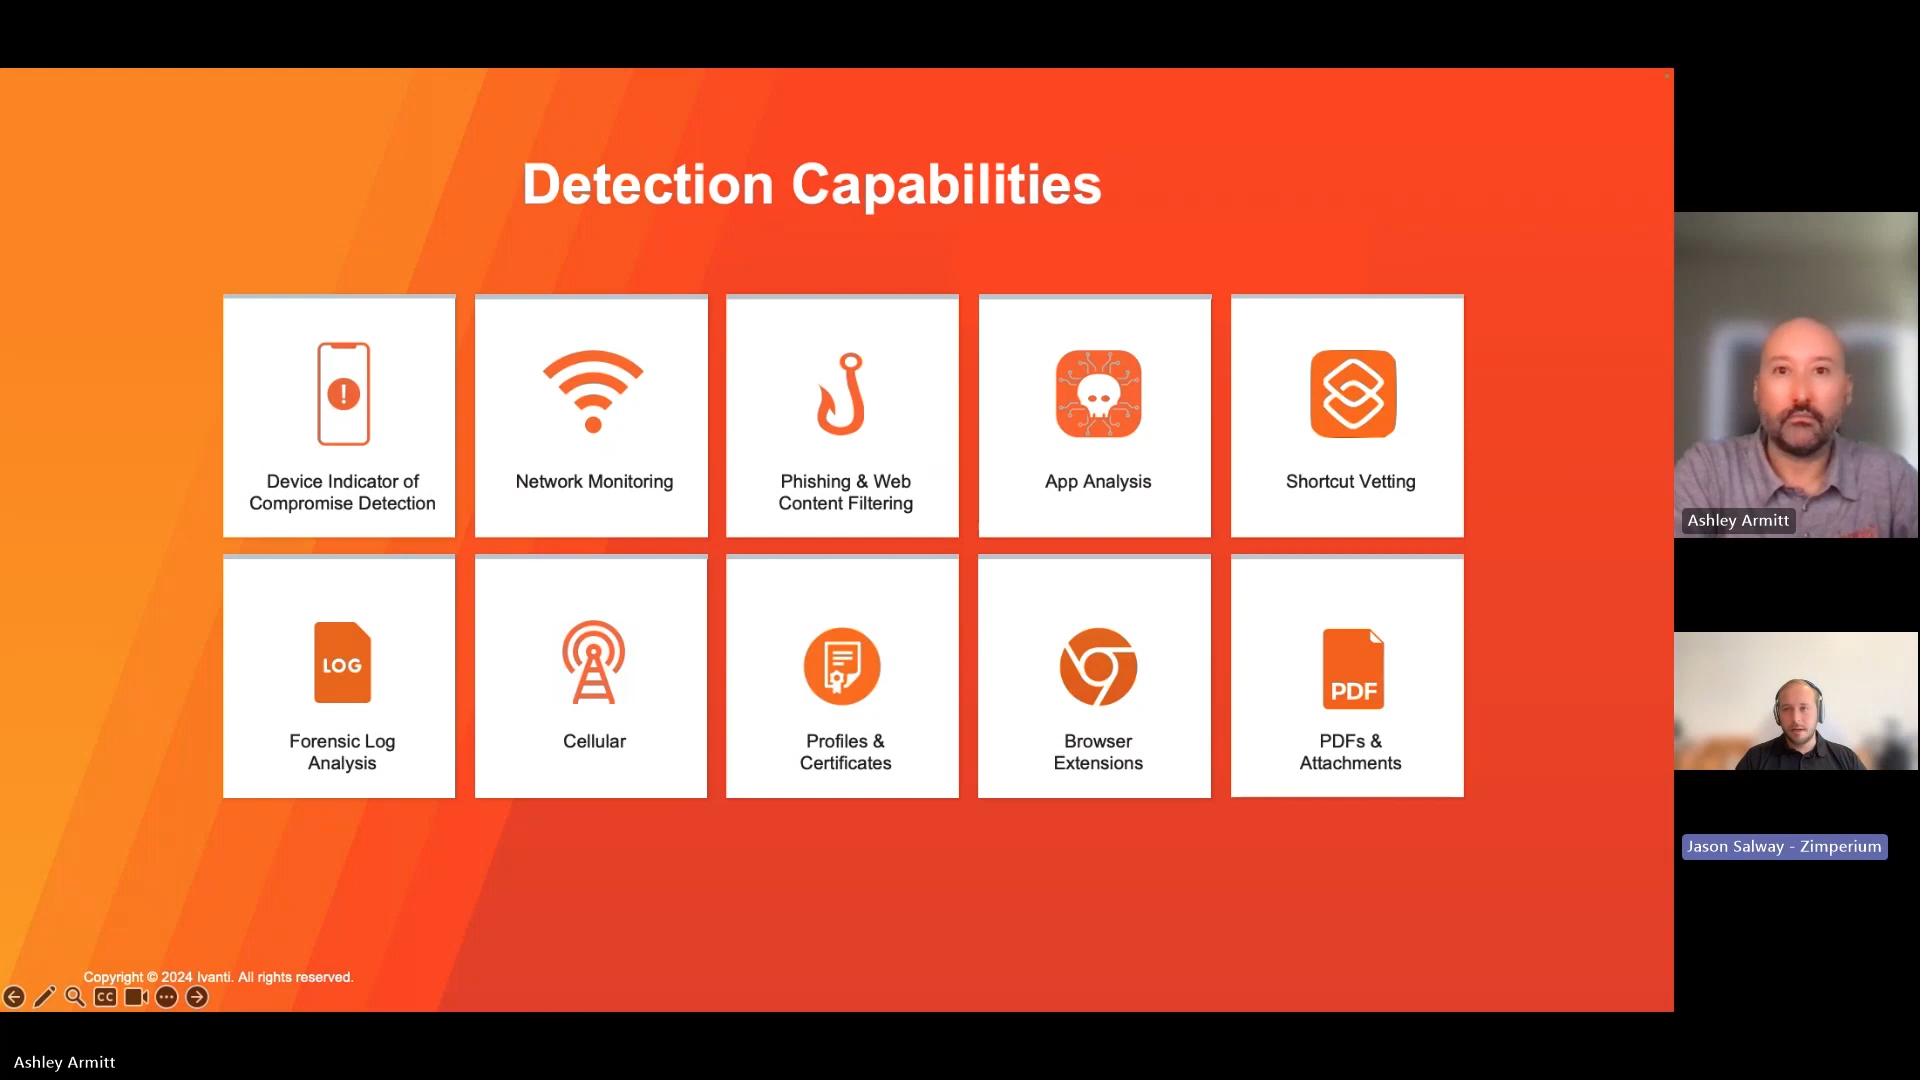 Detection Capabilities
Device Indicator of
Compromise Detection
Network Monitoring
Phishing & Web
Content Filtering
App Analysis
Shortcut Vetting
LOG
Forensic Log
Analysis
Cellular
Profiles &
Certificates
Browser
Extensions
PDF
PDFs &
Attachments
Copyright © 2024 Ivanti. All rights reserved.
CC
Ashley Armitt
Jason Salway - Zimperium
Ashley Armitt